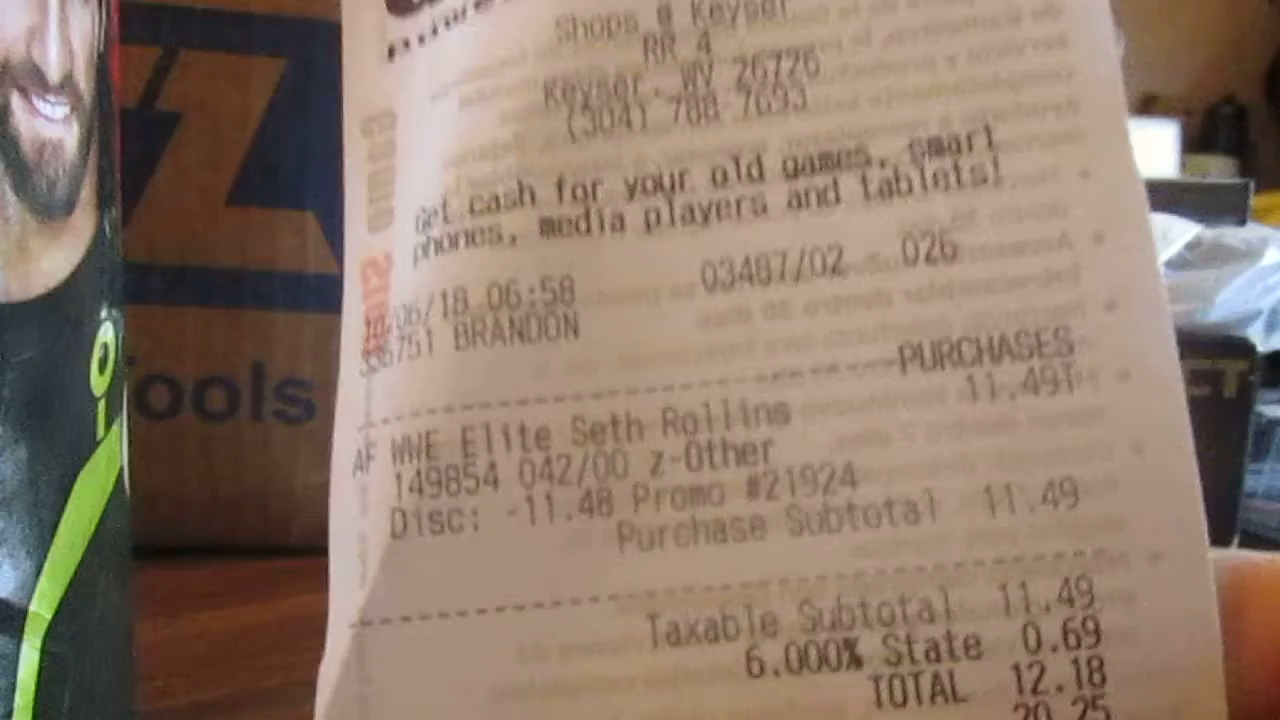 Shops @ Keyser
RR 4
Keyser, WV 26726
(304) 788 7693
Get cash for your old games, smart
phones, media players and tablets!
06/18 06:58 03487/02 026
BRANDON
PURCHASES
11.49T
AF WWE Elite Seth Rollins
149854 042/00 z-Other
Disc: -11.48 Promo #21924
Purchase Subtotal 11.49
Taxable Subtotal 11.49
6.000% State 0.69
TOTAL 12.18
20.25
ools